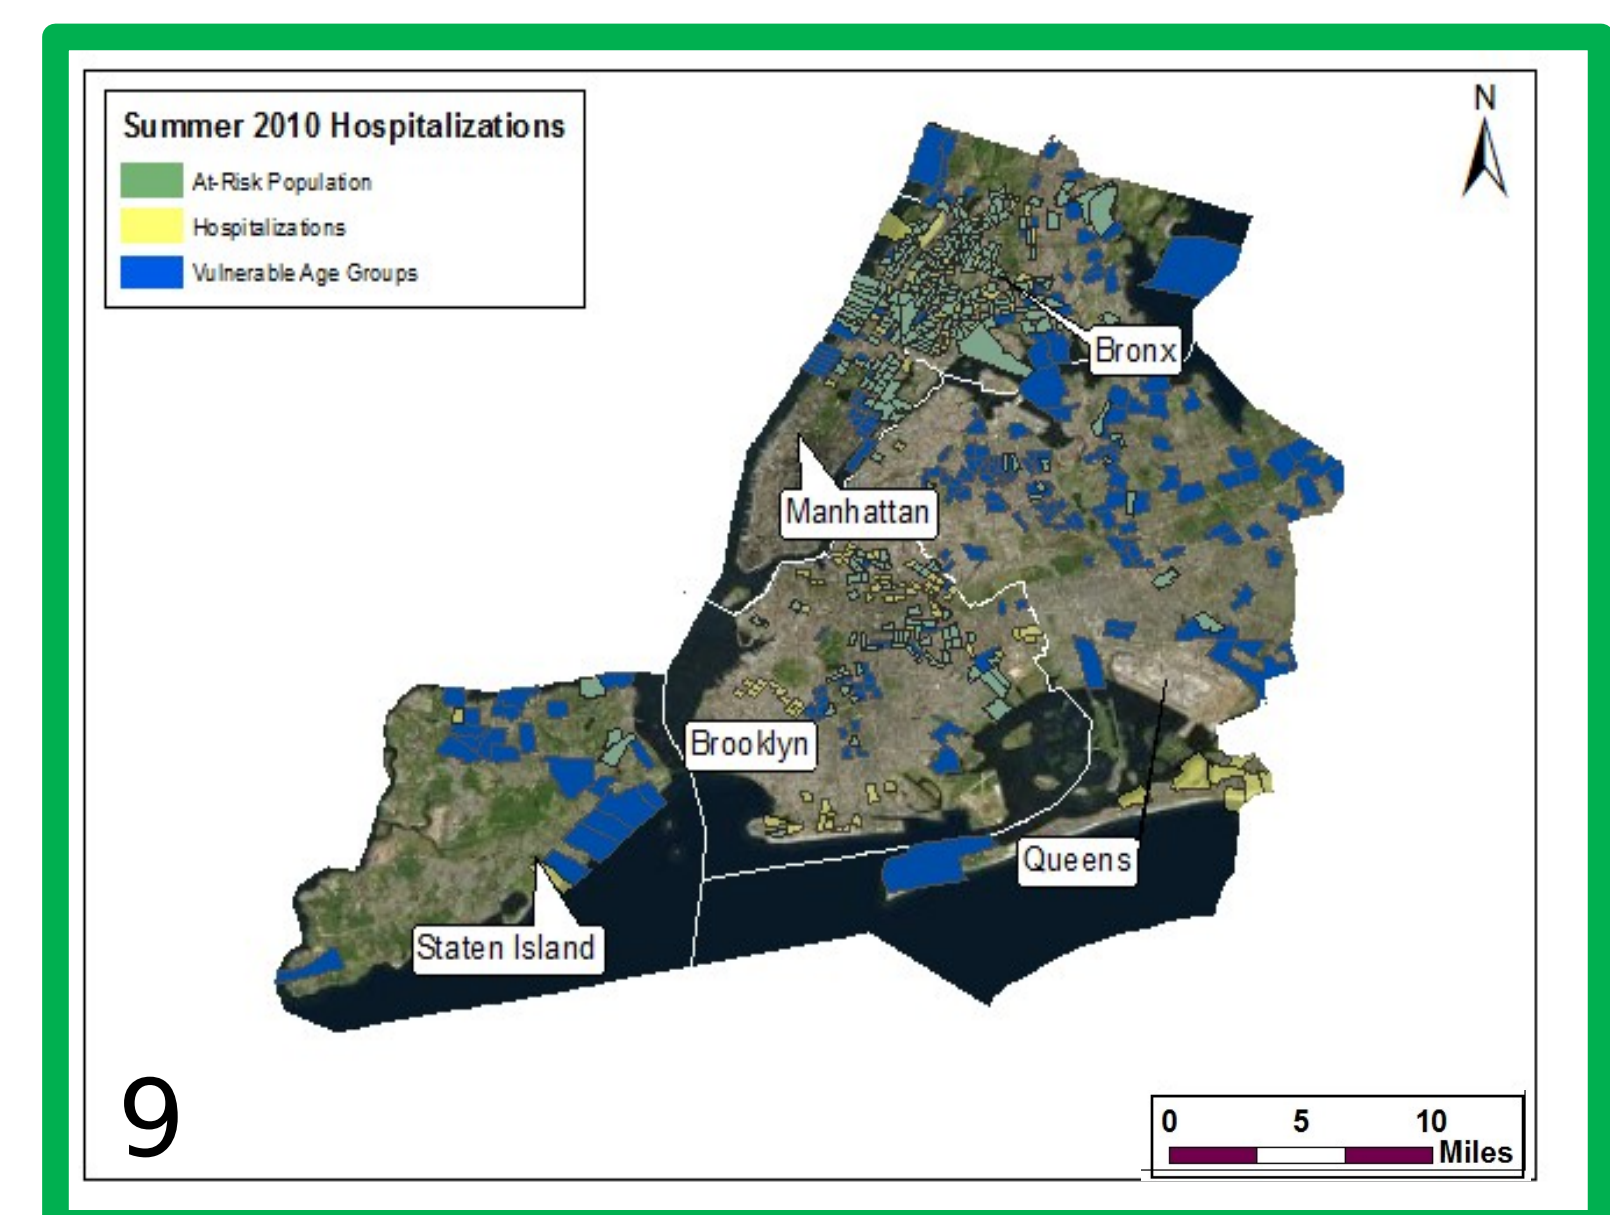 Summer 2010 Hospitalizations
At-Risk Population
Hospitalizations
Vulnerable Age Groups
N
Bronx
Manhattan
Brooklyn
Queens
Staten Island
9
0 5 10
Miles